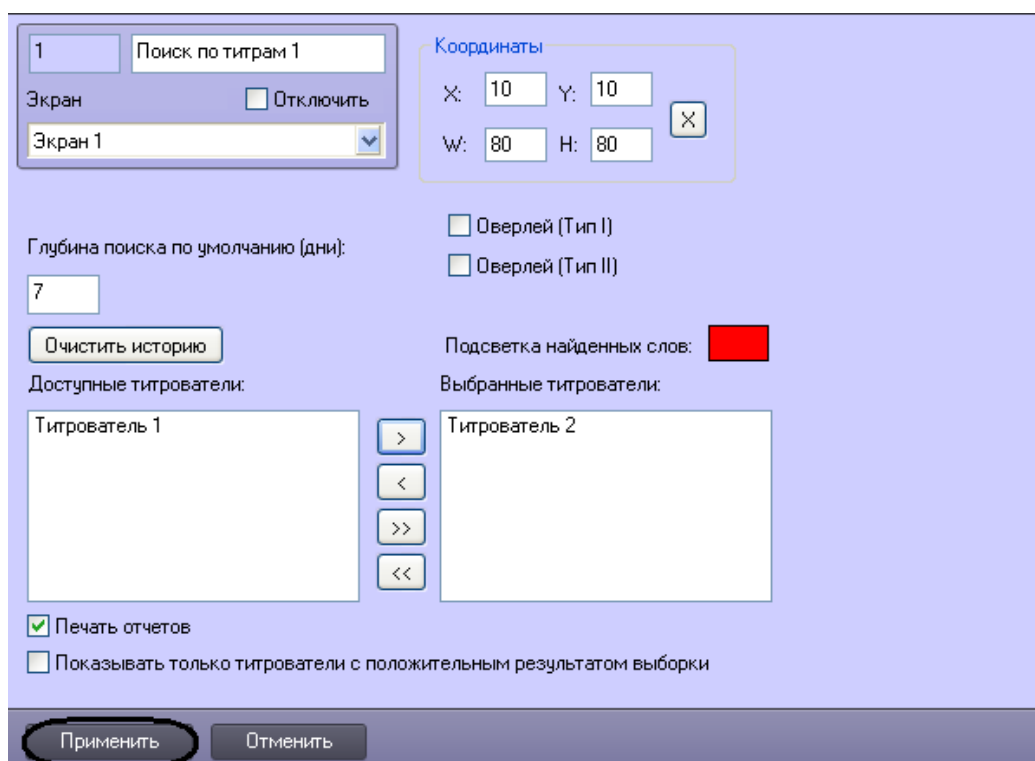 1 Поиск по титрам 1
Экран Отключить
Экран 1
Координаты
X: 10 Y: 10
X
W: 80 H: 80
Оверлей (Тип I)
Глубина поиска по умолчанию (дни):
Оверлей (Тип II)
7
Очистить историю Подсветка найденных слов:
Доступные титрователи: Выбранные титрователи:
Титрователь 1 > Титрователь 2
<
>>
<<
Печать отчетов
Показывать только титрователи с положительным результатом выборки
Применить Отменить